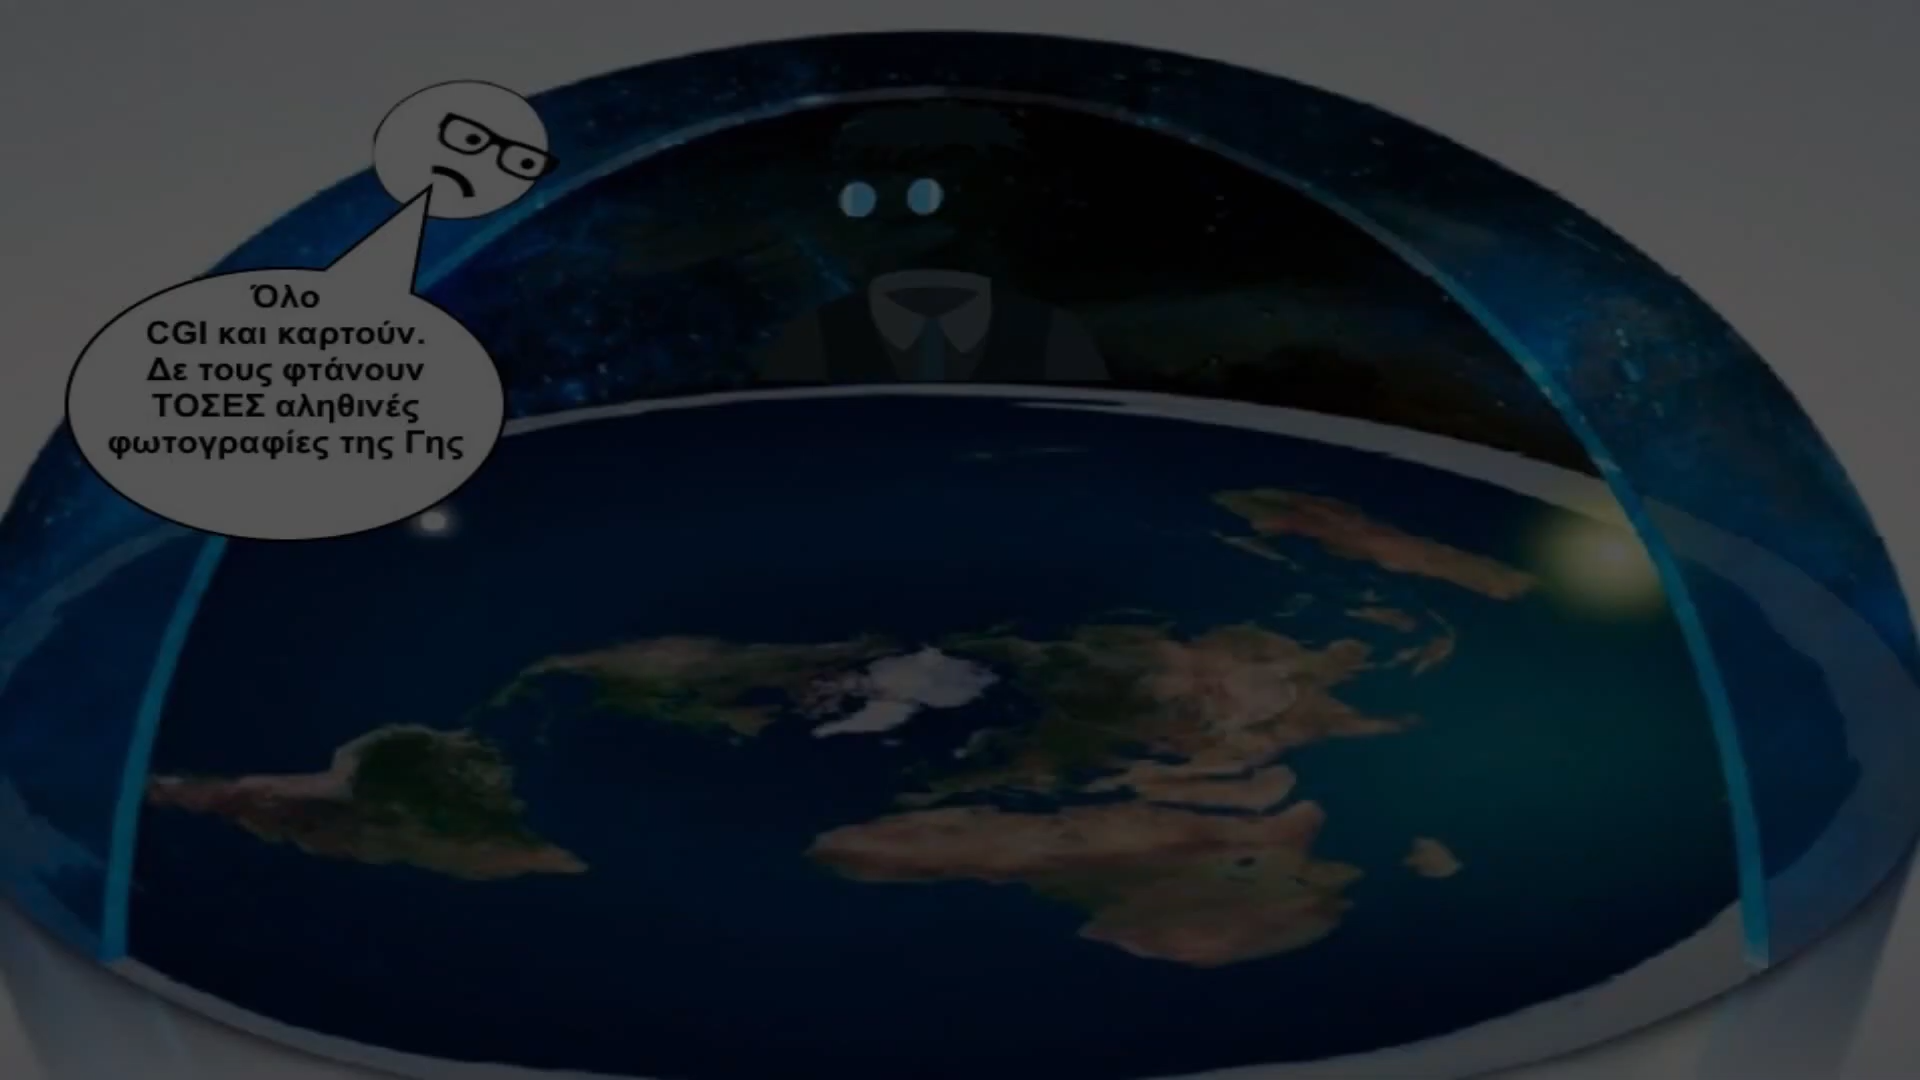 Όλο
CGI και καρτούν.
Δε τους φτάνουν
ΤΟΣΕΣ αληθινές
φωτογραφίες της Γης